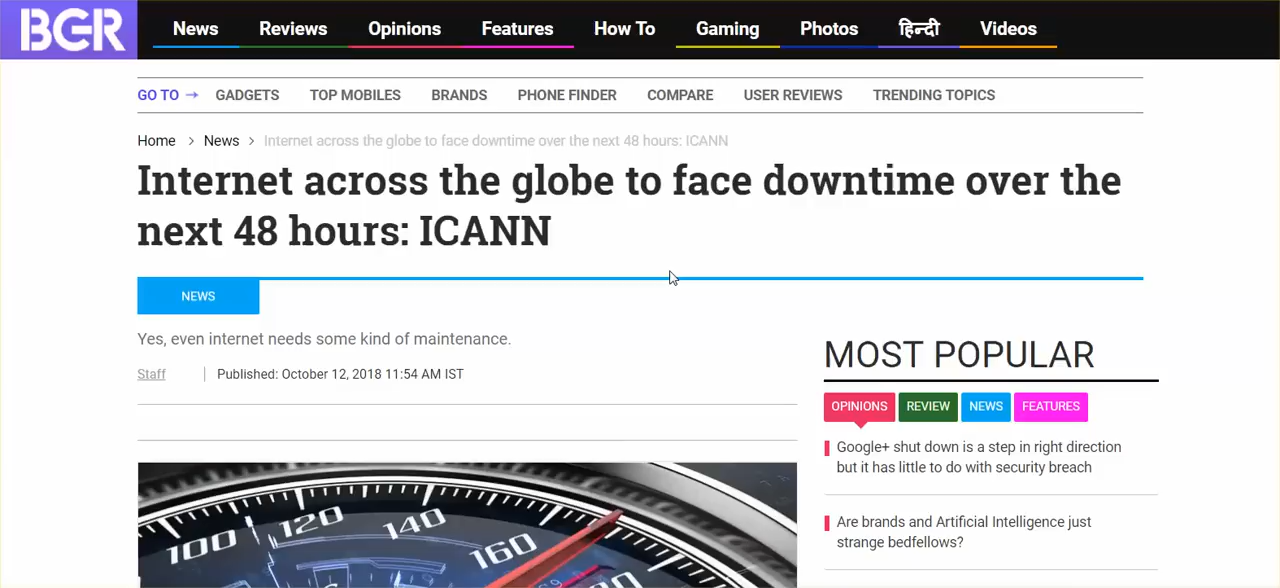 BGR
News Reviews Opinions Features How To Gaming Photos हिन्दी Videos
GO TO → GADGETS TOP MOBILES BRANDS PHONE FINDER COMPARE USER REVIEWS TRENDING TOPICS
Home > News > Internet across the globe to face downtime over the next 48 hours: ICANN
Internet across the globe to face downtime over the
next 48 hours: ICANN
NEWS
Yes, even internet needs some kind of maintenance.
Staff | Published: October 12, 2018 11:54 AM IST
MOST POPULAR
OPINIONS REVIEW NEWS FEATURES
Google+ shut down is a step in right direction
but it has little to do with security breach
Are brands and Artificial Intelligence just
strange bedfellows?
100 120 140 160